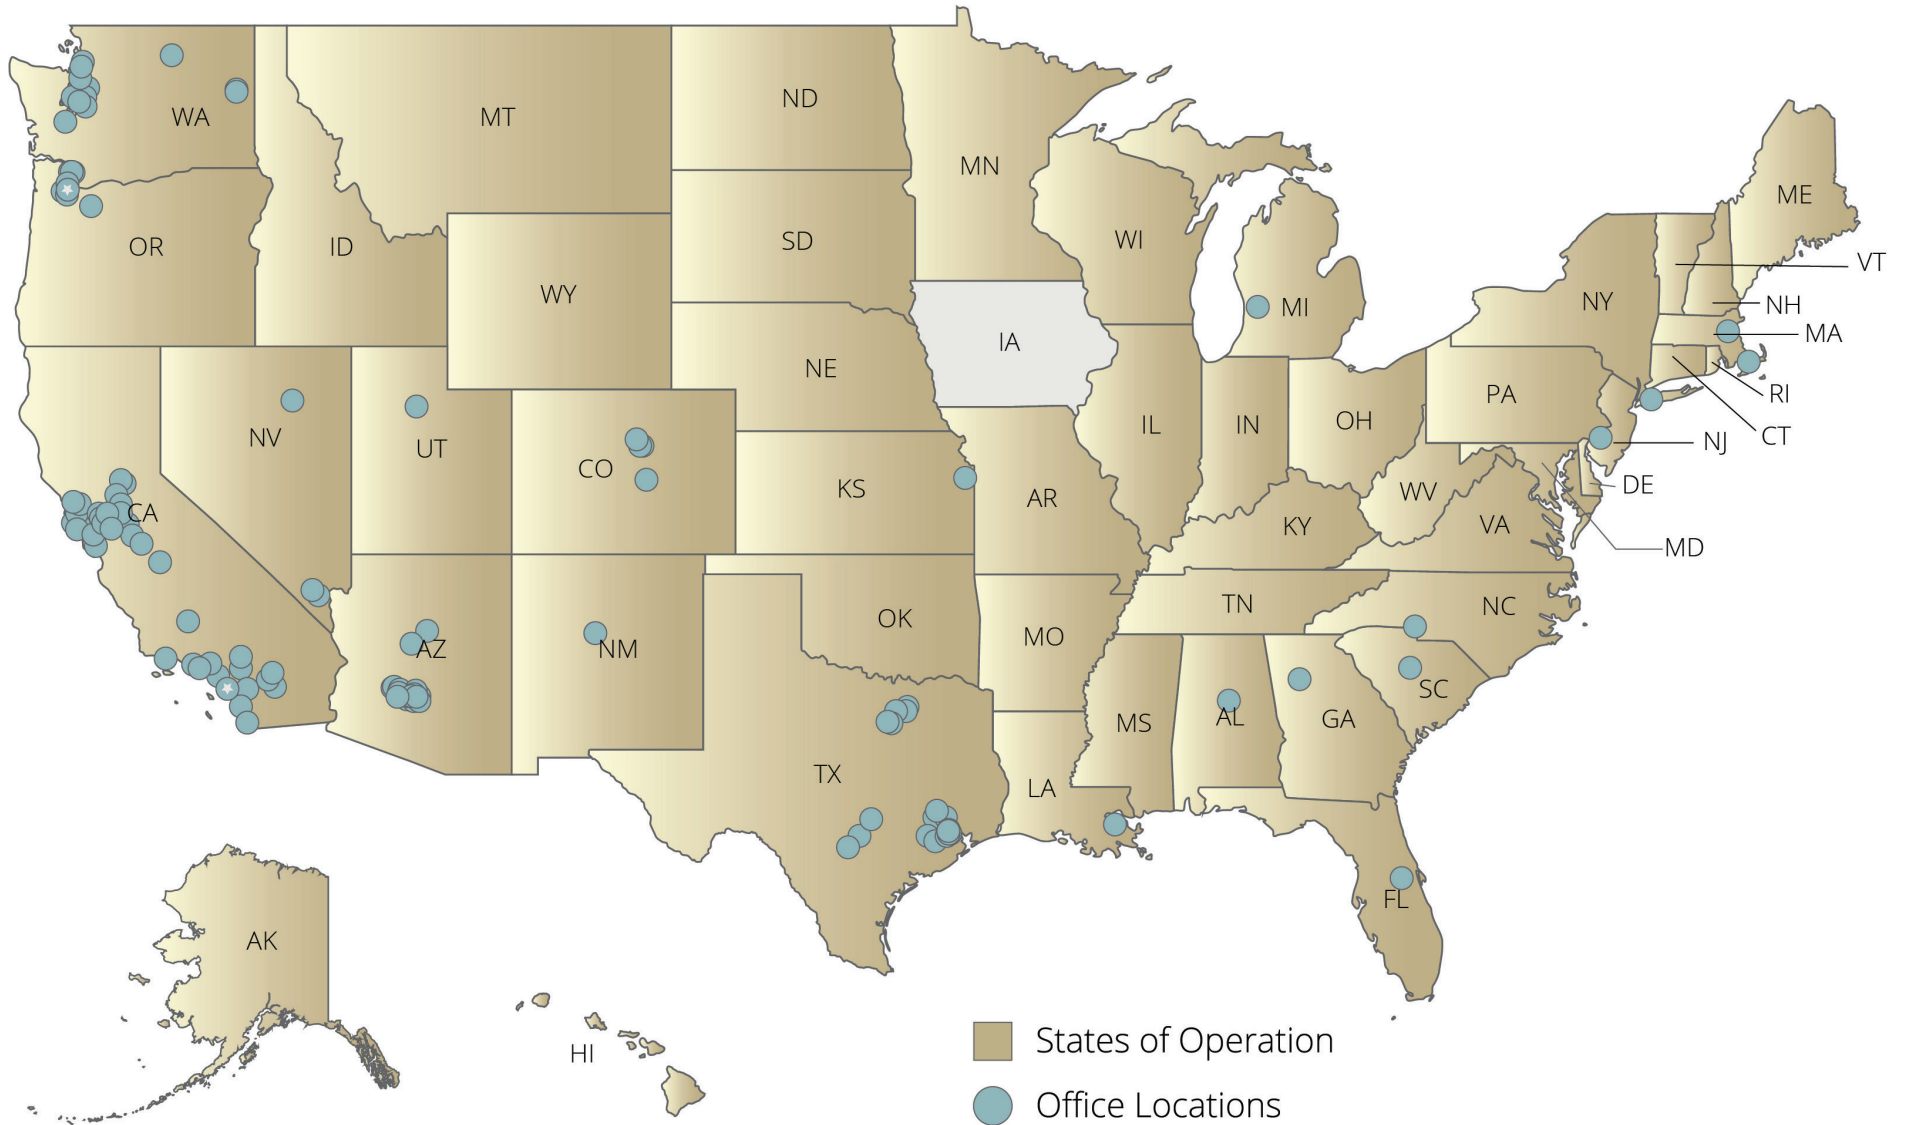 WA
MT
ND
MN
ME
OR
ID
SD
WI
VT
WY
NY
NH
MI
MA
IA
NE
PA
RI
NV
UT
CO
IL
IN
OH
NJ
CT
KS
AR
WV
DE
CA
KY
VA
MD
AZ
NM
OK
MO
TN
NC
SC
MS
AL
GA
TX
LA
FL
AK
HI
States of Operation
Office Locations